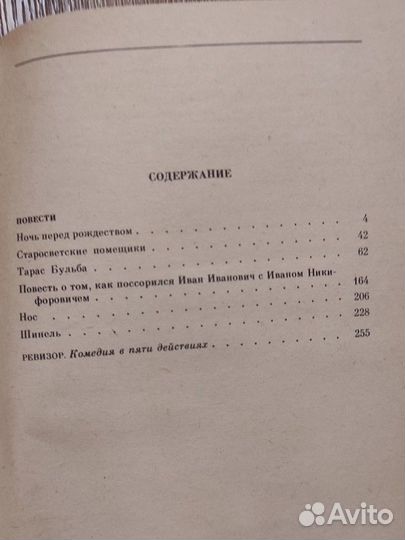 СОДЕРЖАНИЕ
ПОВЕСТИ
Ночь перед рождеством . . . . . . . . . . . 4
Старосветские помещики . . . . . . . . . . . 42
Тарас Бульба . . . . . . . . . . . . . 62
Повесть о том, как поссорился Иван Иванович с Иваном Ники-
форовичем . . . . . . . . . . . . . 164
Нос . . . . . . . . . . . . . . . 206
Шинель . . . . . . . . . . . . . . 228
РЕВИЗОР. Комедия в пяти действиях . . . . . . . . 255
Avito